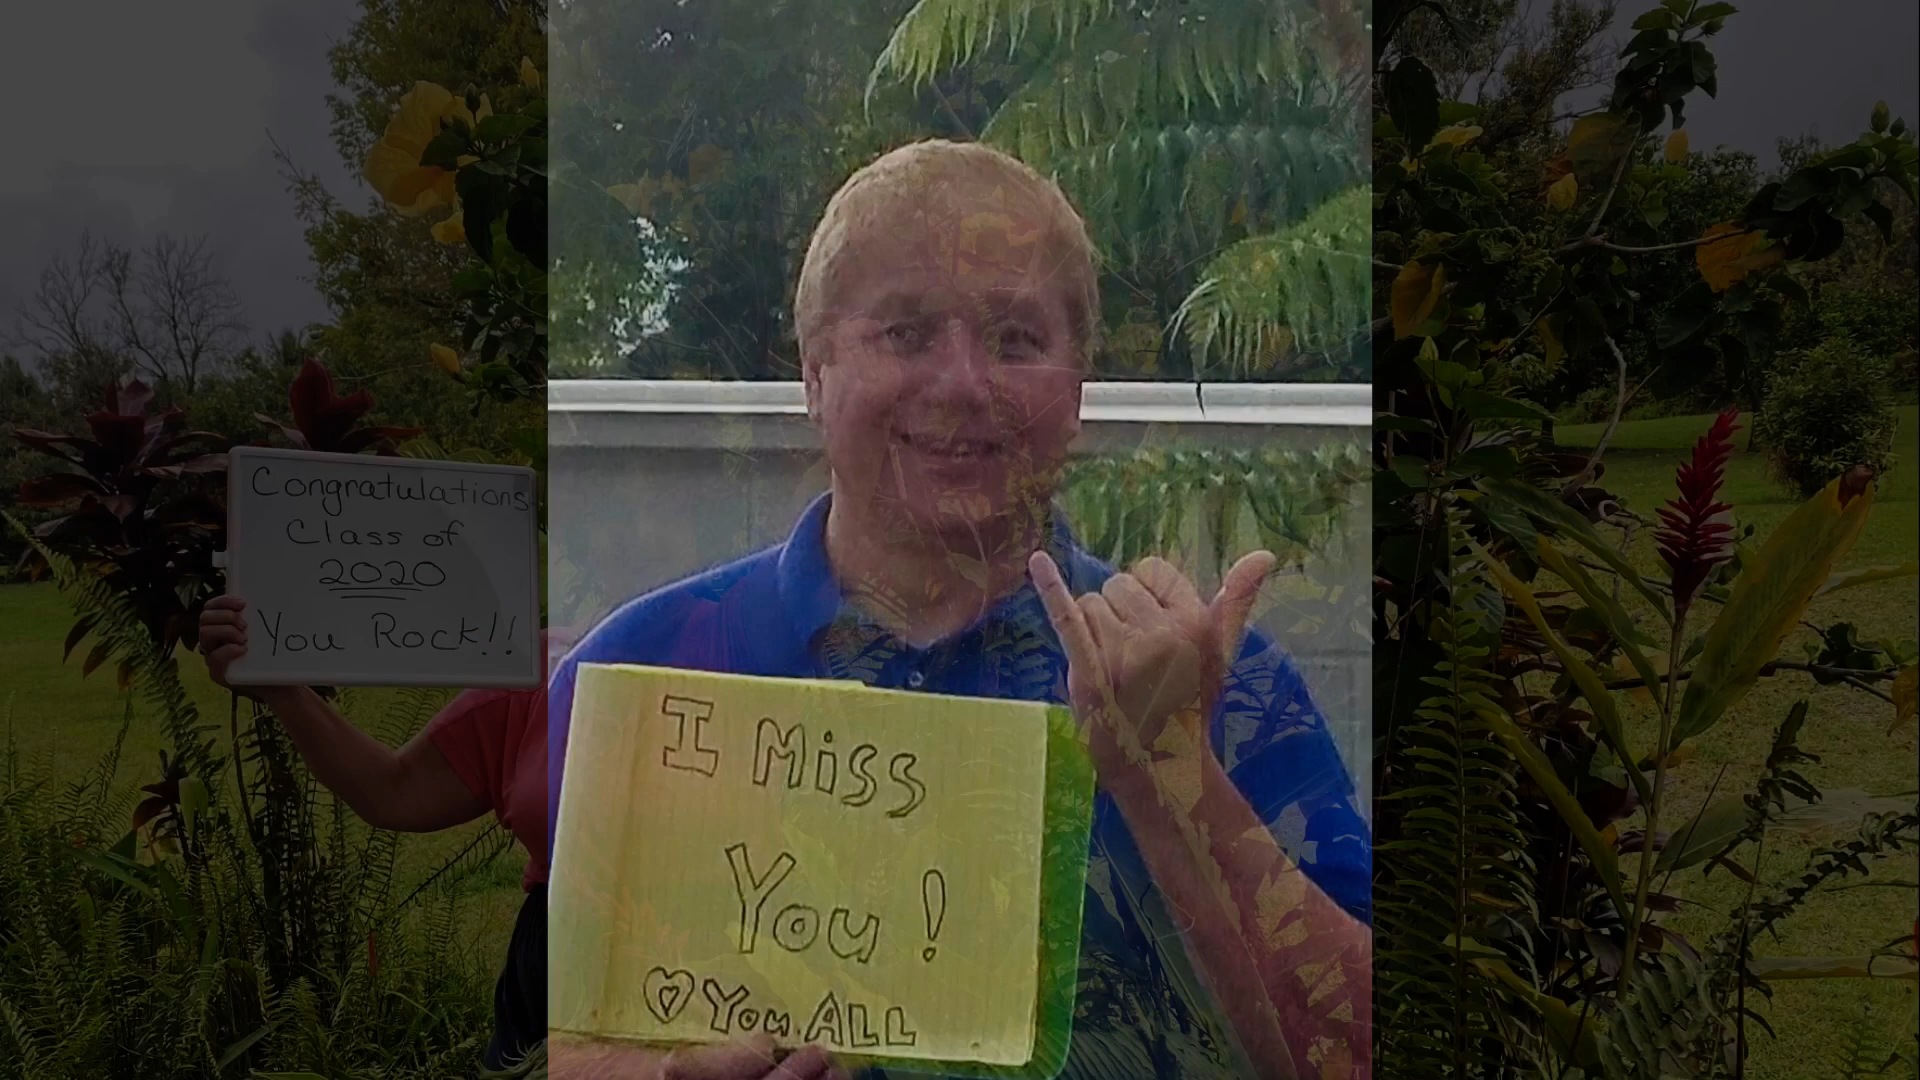 Congratulations
Class of
2020
You Rock!!
I Miss
You!
♡ You ALL